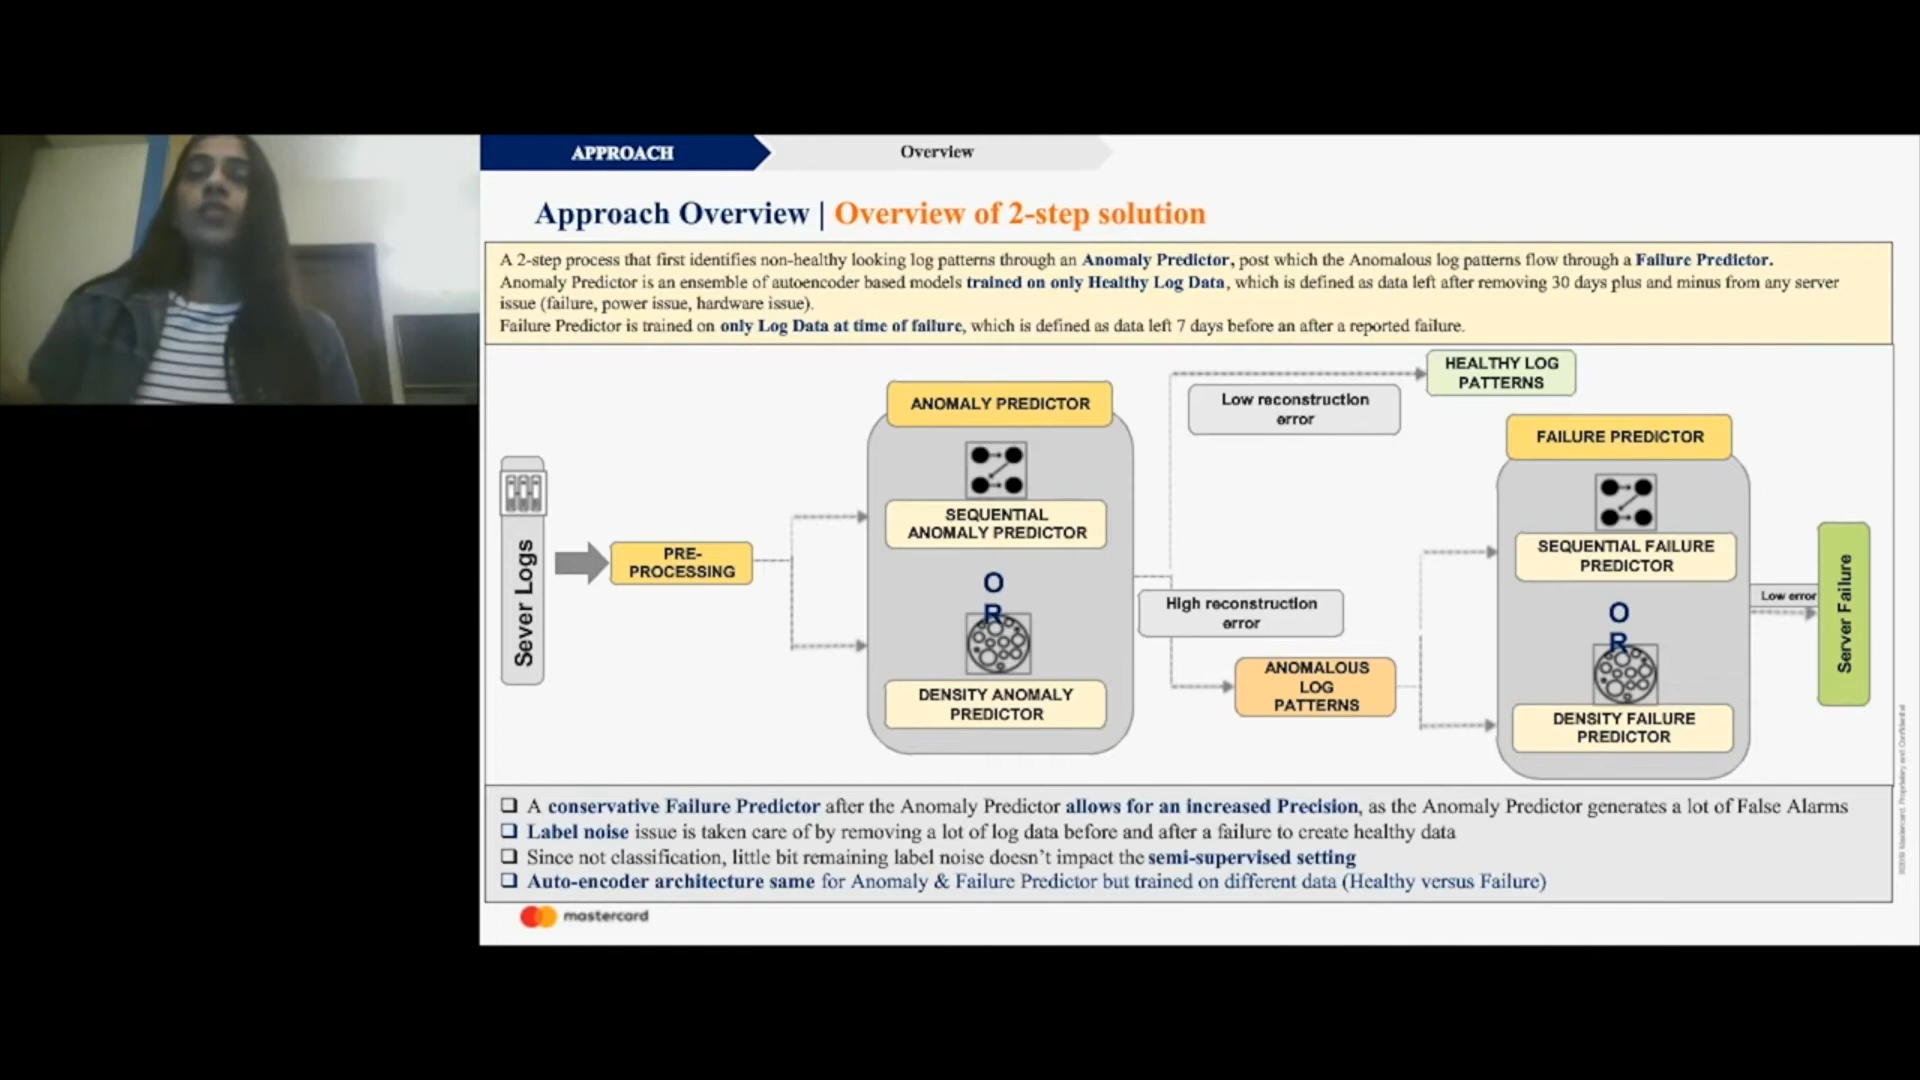 APPROACH
Overview
Approach Overview | Overview of 2-step solution
A 2-step process that first identifies non-healthy looking log patterns through an Anomaly Predictor, post which the Anomalous log patterns flow through a Failure Predictor.
Anomaly Predictor is an ensemble of autoencoder based models trained on only Healthy Log Data, which is defined as data left after removing 30 days plus and minus from any server
issue (failure, power issue, hardware issue).
Failure Predictor is trained on only Log Data at time of failure, which is defined as data left 7 days before an after a reported failure.
Sever Logs
PRE-
PROCESSING
ANOMALY PREDICTOR
SEQUENTIAL
ANOMALY PREDICTOR
O
R
DENSITY ANOMALY
PREDICTOR
Low reconstruction
error
HEALTHY LOG
PATTERNS
High reconstruction
error
ANOMALOUS
LOG
PATTERNS
FAILURE PREDICTOR
SEQUENTIAL FAILURE
PREDICTOR
O
R
DENSITY FAILURE
PREDICTOR
Low error
Server Failure
A conservative Failure Predictor after the Anomaly Predictor allows for an increased Precision, as the Anomaly Predictor generates a lot of False Alarms
Label noise issue is taken care of by removing a lot of log data before and after a failure to create healthy data
Since not classification, little bit remaining label noise doesn't impact the semi-supervised setting
Auto-encoder architecture same for Anomaly & Failure Predictor but trained on different data (Healthy versus Failure)
mastercard
Mastercard. Proprietary and Confidential